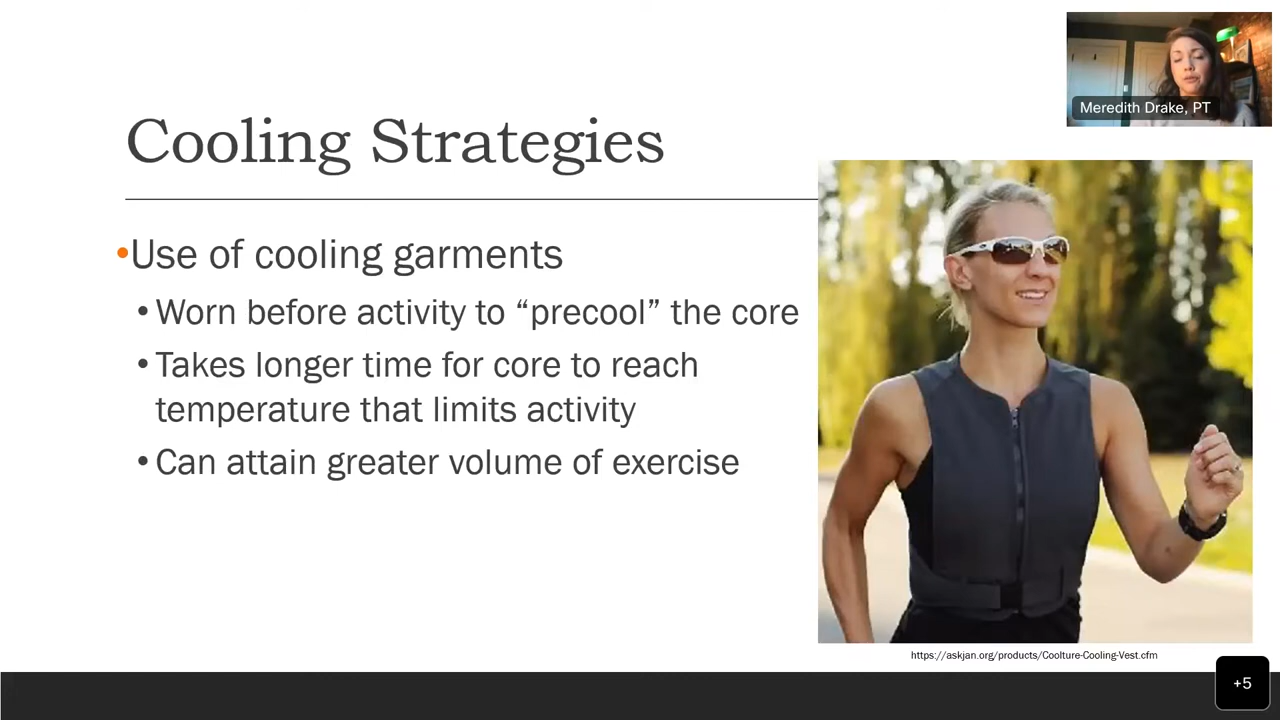 Meredith Drake, PT
Cooling Strategies
•Use of cooling garments
• Worn before activity to “precool” the core
• Takes longer time for core to reach
temperature that limits activity
• Can attain greater volume of exercise
https://askjan.org/products/Coolture-Cooling-Vest.cfm
+5